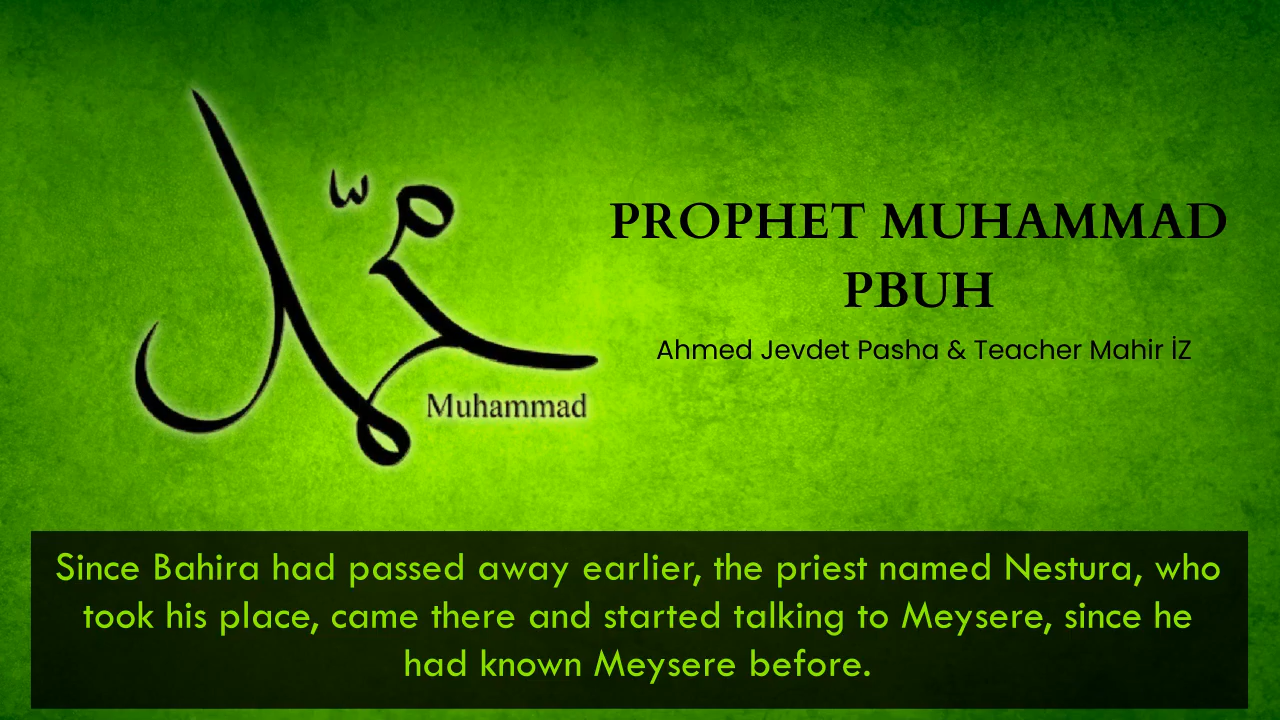 محمد
Muhammad
PROPHET MUHAMMAD
PBUH
Ahmed Jevdet Pasha & Teacher Mahir İZ
Since Bahira had passed away earlier, the priest named Nestura, who
took his place, came there and started talking to Meysere, since he
had known Meysere before.